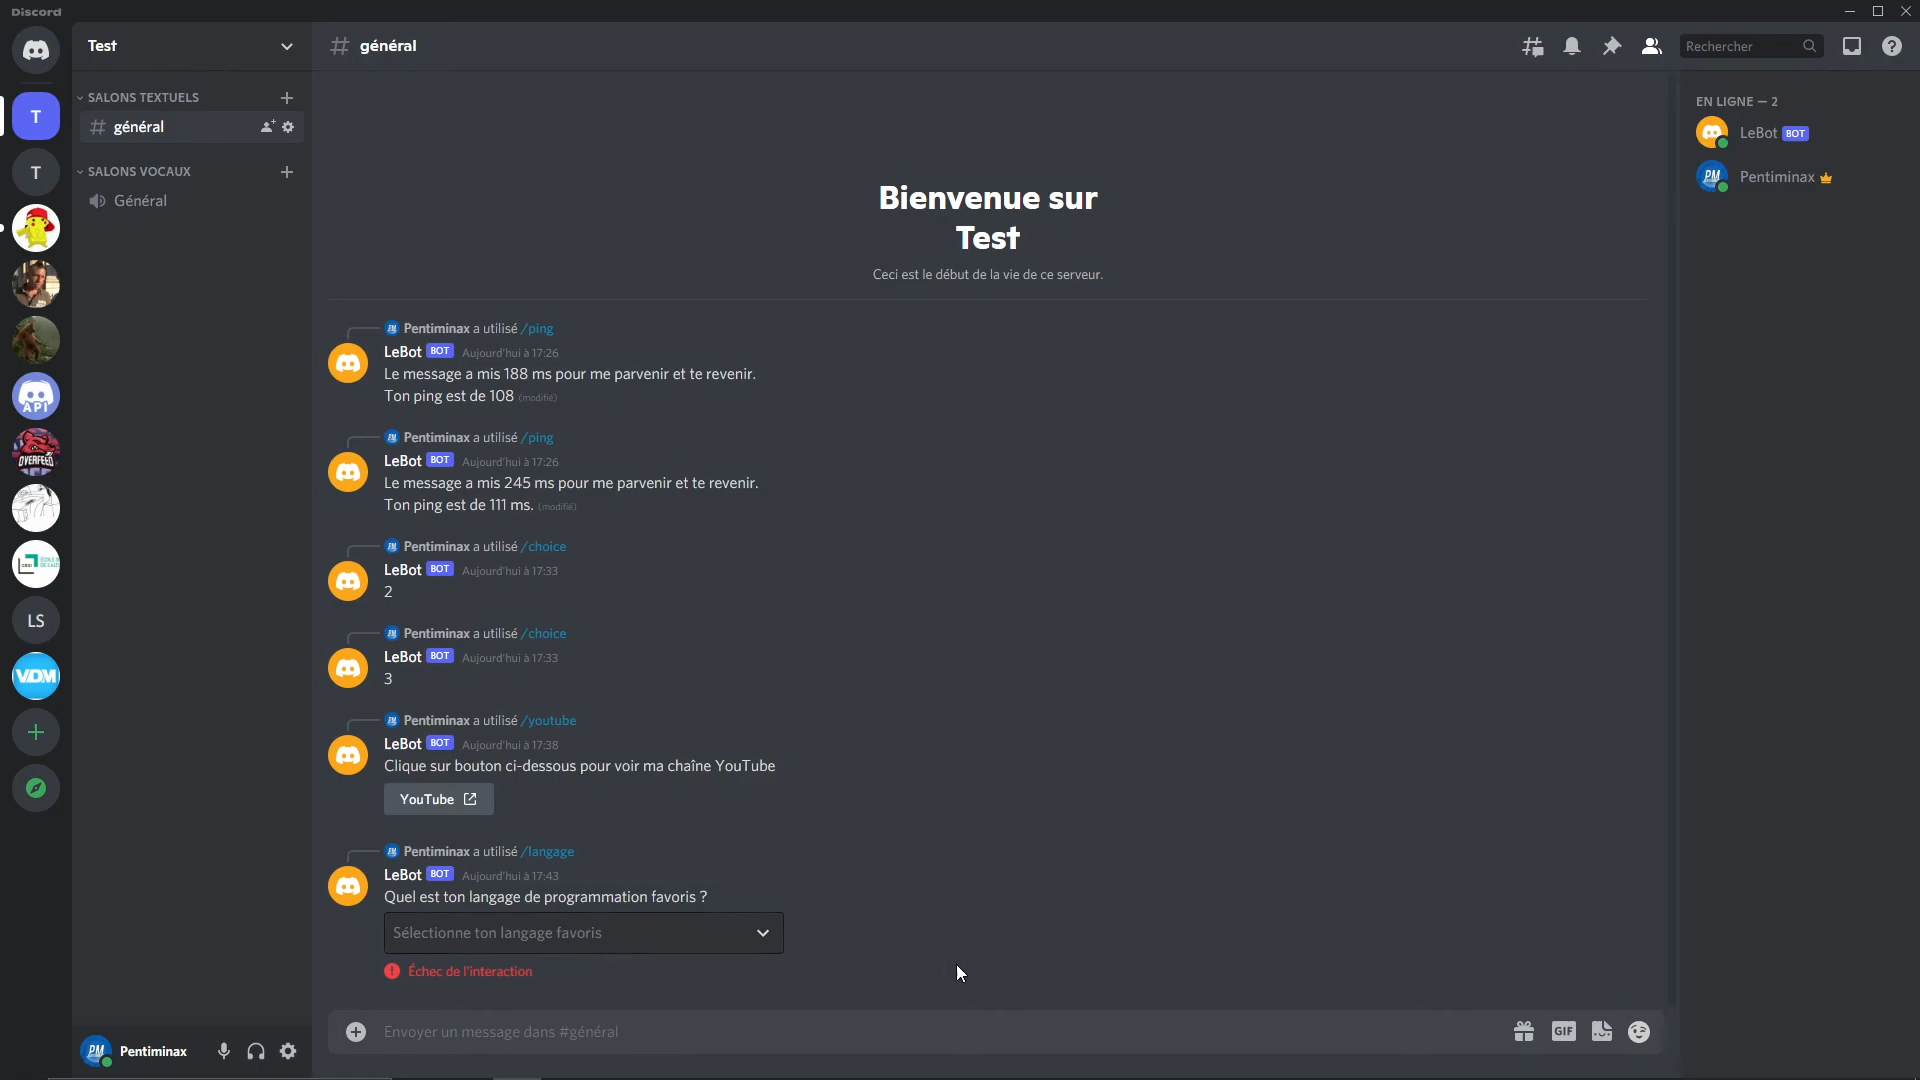 Discord
Test
général
Rechercher
SALONS TEXTUELS
général
SALONS VOCAUX
Général
T
T
API
OVERFEED
LS
VDM
Bienvenue sur
Test
Ceci est le début de la vie de ce serveur.
Pentiminax a utilisé /ping
LeBot BOT Aujourd'hui à 17:26
Le message a mis 188 ms pour me parvenir et te revenir.
Ton ping est de 108 (modifié)
Pentiminax a utilisé /ping
LeBot BOT Aujourd'hui à 17:26
Le message a mis 245 ms pour me parvenir et te revenir.
Ton ping est de 111 ms. (modifié)
Pentiminax a utilisé /choice
LeBot BOT Aujourd'hui à 17:33
2
Pentiminax a utilisé /choice
LeBot BOT Aujourd'hui à 17:33
3
Pentiminax a utilisé /youtube
LeBot BOT Aujourd'hui à 17:38
Clique sur bouton ci-dessous pour voir ma chaîne YouTube
YouTube
Pentiminax a utilisé /langage
LeBot BOT Aujourd'hui à 17:43
Quel est ton langage de programmation favoris ?
Sélectionne ton langage favoris
Échec de l'interaction
Envoyer un message dans #général
GIF
EN LIGNE — 2
LeBot BOT
PM Pentiminax
PM Pentiminax